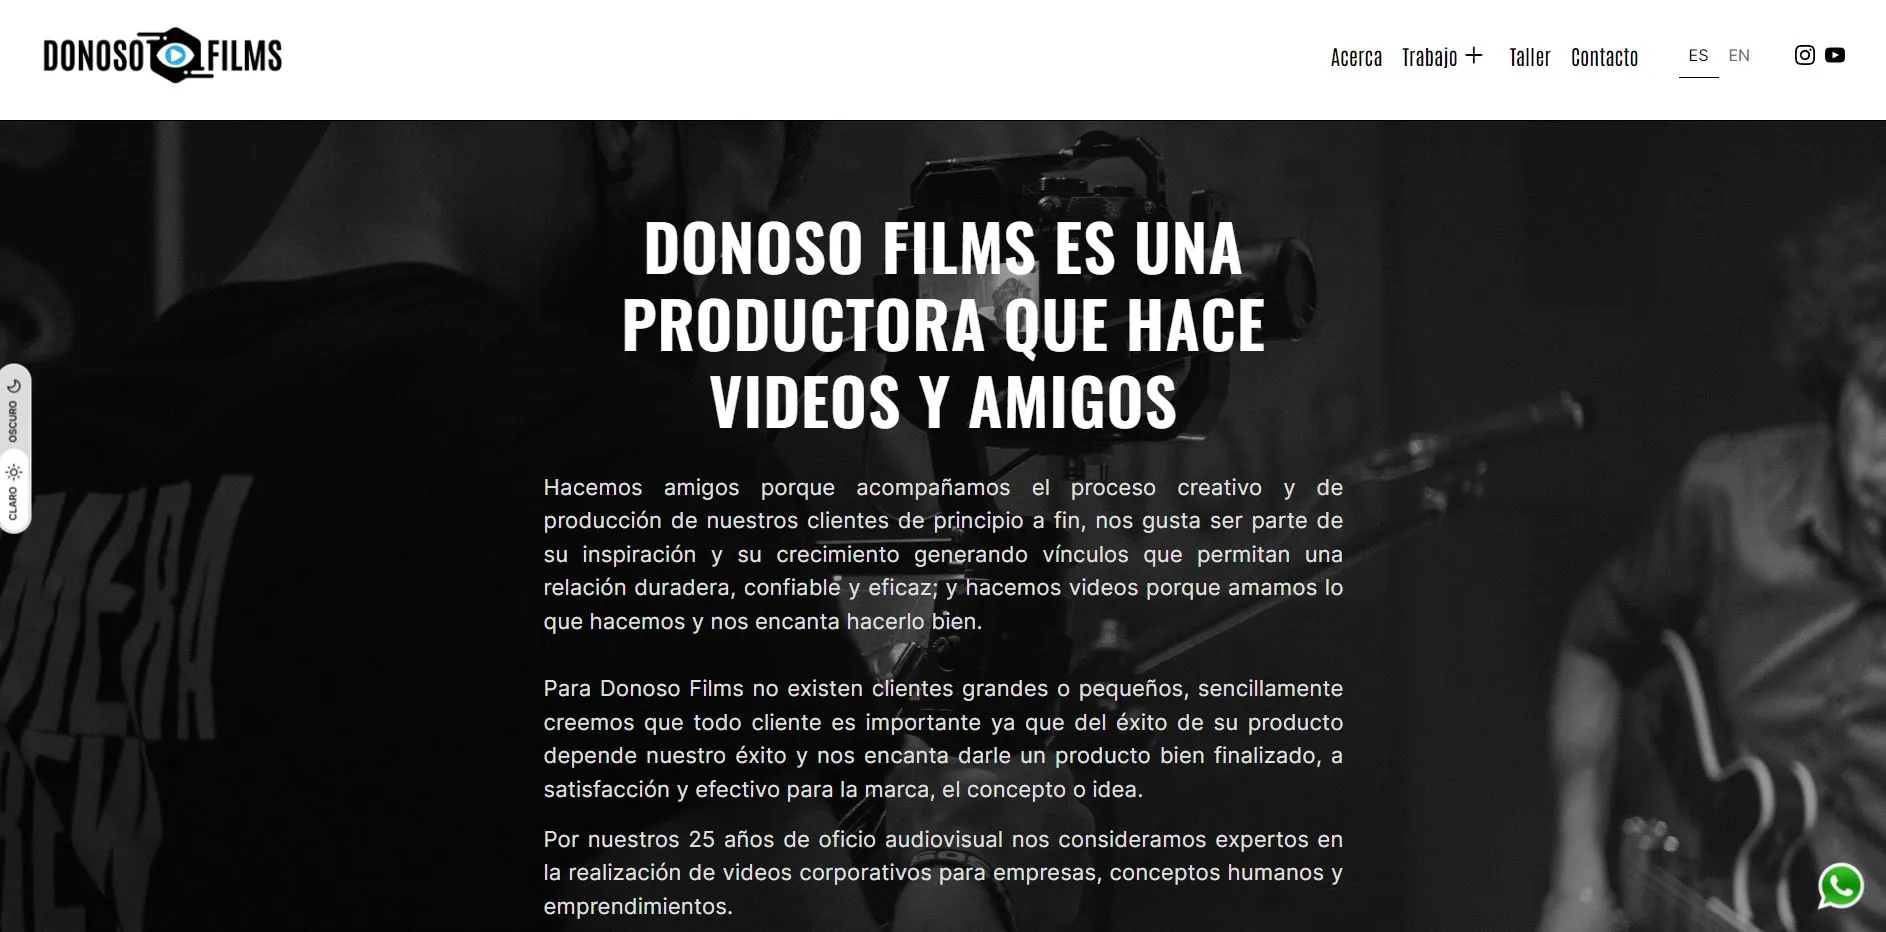 DONOSO FILMS
Acerca Trabajo + Taller Contacto ES EN
DONOSO FILMS ES UNA
PRODUCTORA QUE HACE
VIDEOS Y AMIGOS
OSCURO
CLARO
Hacemos amigos porque acompañamos el proceso creativo y de
producción de nuestros clientes de principio a fin, nos gusta ser parte de
su inspiración y su crecimiento generando vínculos que permitan una
relación duradera, confiable y eficaz; y hacemos videos porque amamos lo
que hacemos y nos encanta hacerlo bien.
Para Donoso Films no existen clientes grandes o pequeños, sencillamente
creemos que todo cliente es importante ya que del éxito de su producto
depende nuestro éxito y nos encanta darle un producto bien finalizado, a
satisfacción y efectivo para la marca, el concepto o idea.
Por nuestros 25 años de oficio audiovisual nos consideramos expertos en
la realización de videos corporativos para empresas, conceptos humanos y
emprendimientos.